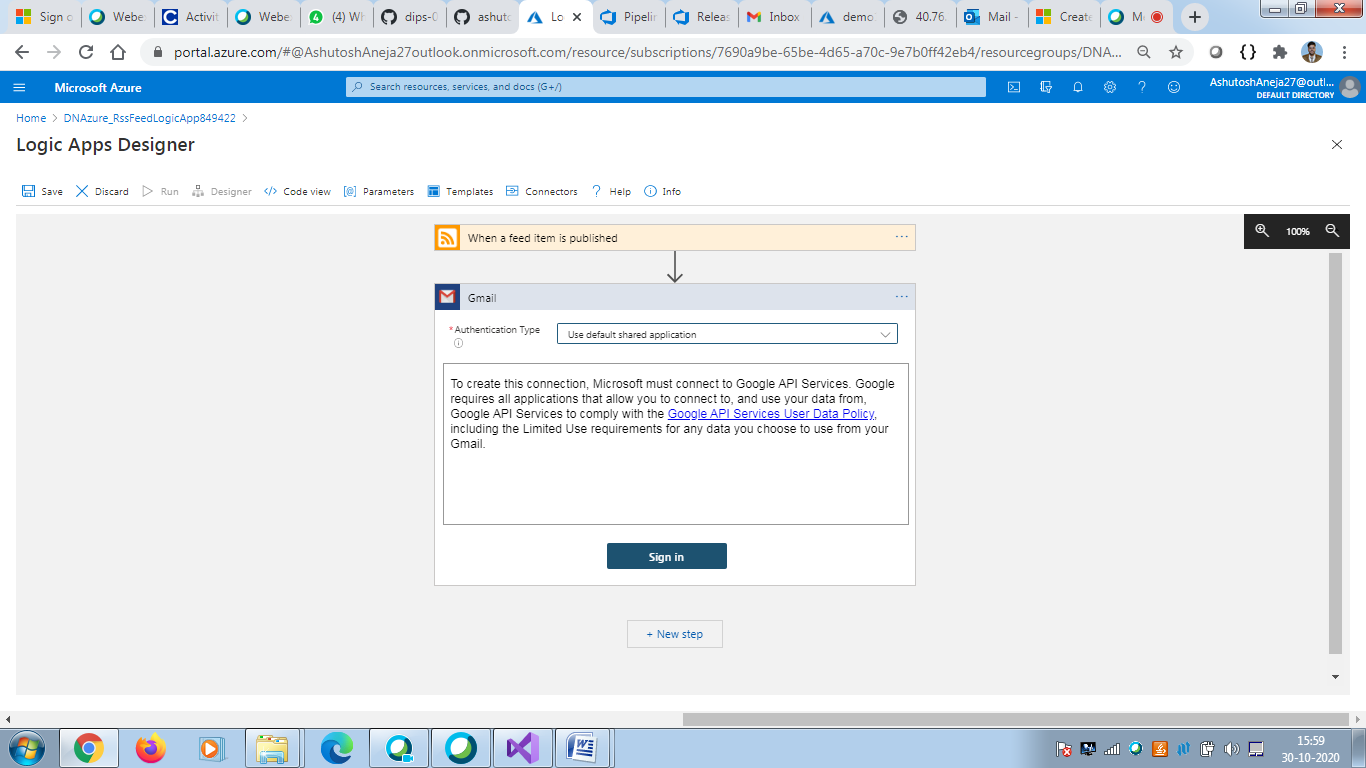 Sign o
Webe
Activit
Webe
(4) Wh
dips-0
ashuto
Lo
Pipelin
Releas
Inbox
demo
40.76.
Mail -
Create
Me
portal.azure.com/#@AshutoshAneja27outlook.onmicrosoft.com/resource/subscriptions/7690a9be-65be-4d65-a70c-9e7b0ff42eb4/resourcegroups/DNA...
Microsoft Azure
Search resources, services, and docs (G+/)
AshutoshAneja27@outl...
DEFAULT DIRECTORY
Home > DNAzure_RssFeedLogicApp849422 >
Logic Apps Designer
Save Discard Run Designer Code view Parameters Templates Connectors Help Info
When a feed item is published
100%
Gmail
* Authentication Type
Use default shared application
To create this connection, Microsoft must connect to Google API Services. Google
requires all applications that allow you to connect to, and use your data from,
Google API Services to comply with the Google API Services User Data Policy,
including the Limited Use requirements for any data you choose to use from your
Gmail.
Sign in
+ New step
15:59
30-10-2020